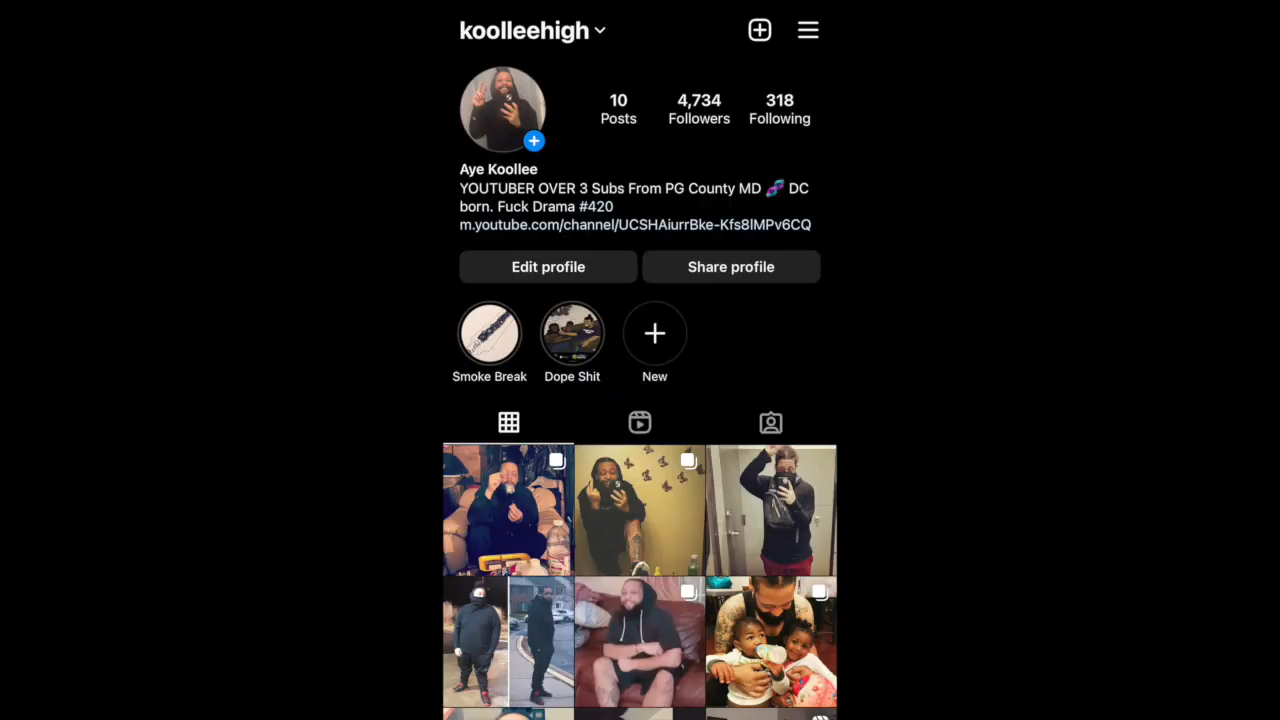 koolleehigh
10 4,734 318
Posts Followers Following
Aye Koollee
YOUTUBER OVER 3 Subs From PG County MD 🧬 DC
born. Fuck Drama #420
m.youtube.com/channel/UCSHAiurrBke-Kfs8lMPv6CQ
Edit profile Share profile
Smoke Break Dope Shit New